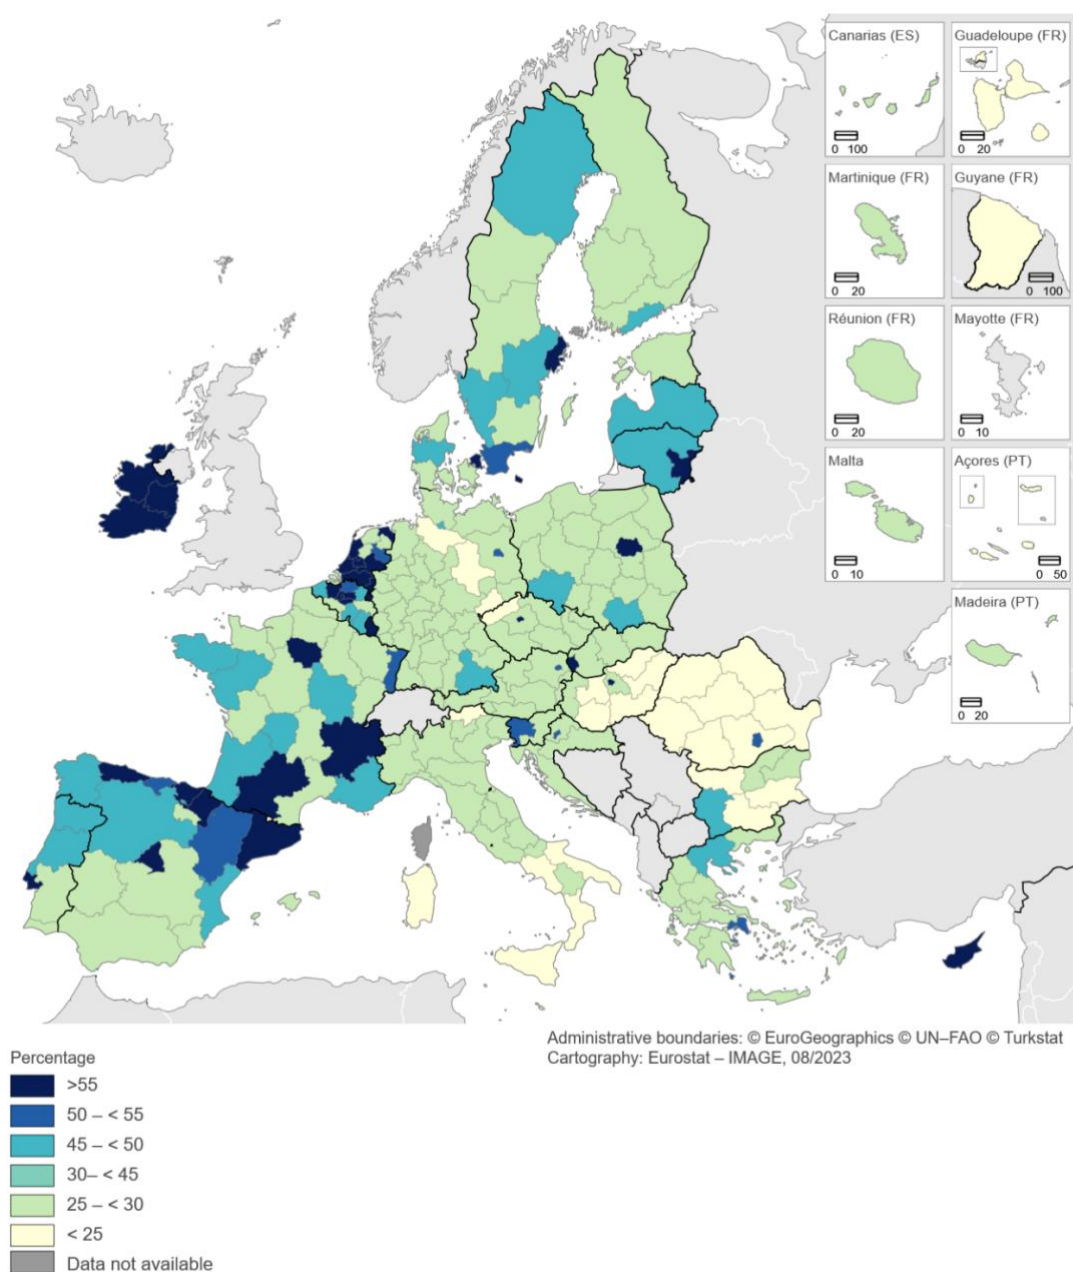 Canarias (ES)
0 100
Guadeloupe (FR)
0 20
Martinique (FR)
0 20
Guyane (FR)
0 100
Réunion (FR)
0 20
Mayotte (FR)
0 10
Malta
0 10
Açores (PT)
0 50
Madeira (PT)
0 20
Administrative boundaries: © EuroGeographics © UN–FAO © Turkstat
Cartography: Eurostat – IMAGE, 08/2023
Percentage
>55
50 – < 55
45 – < 50
30– < 45
25 – < 30
< 25
Data not available